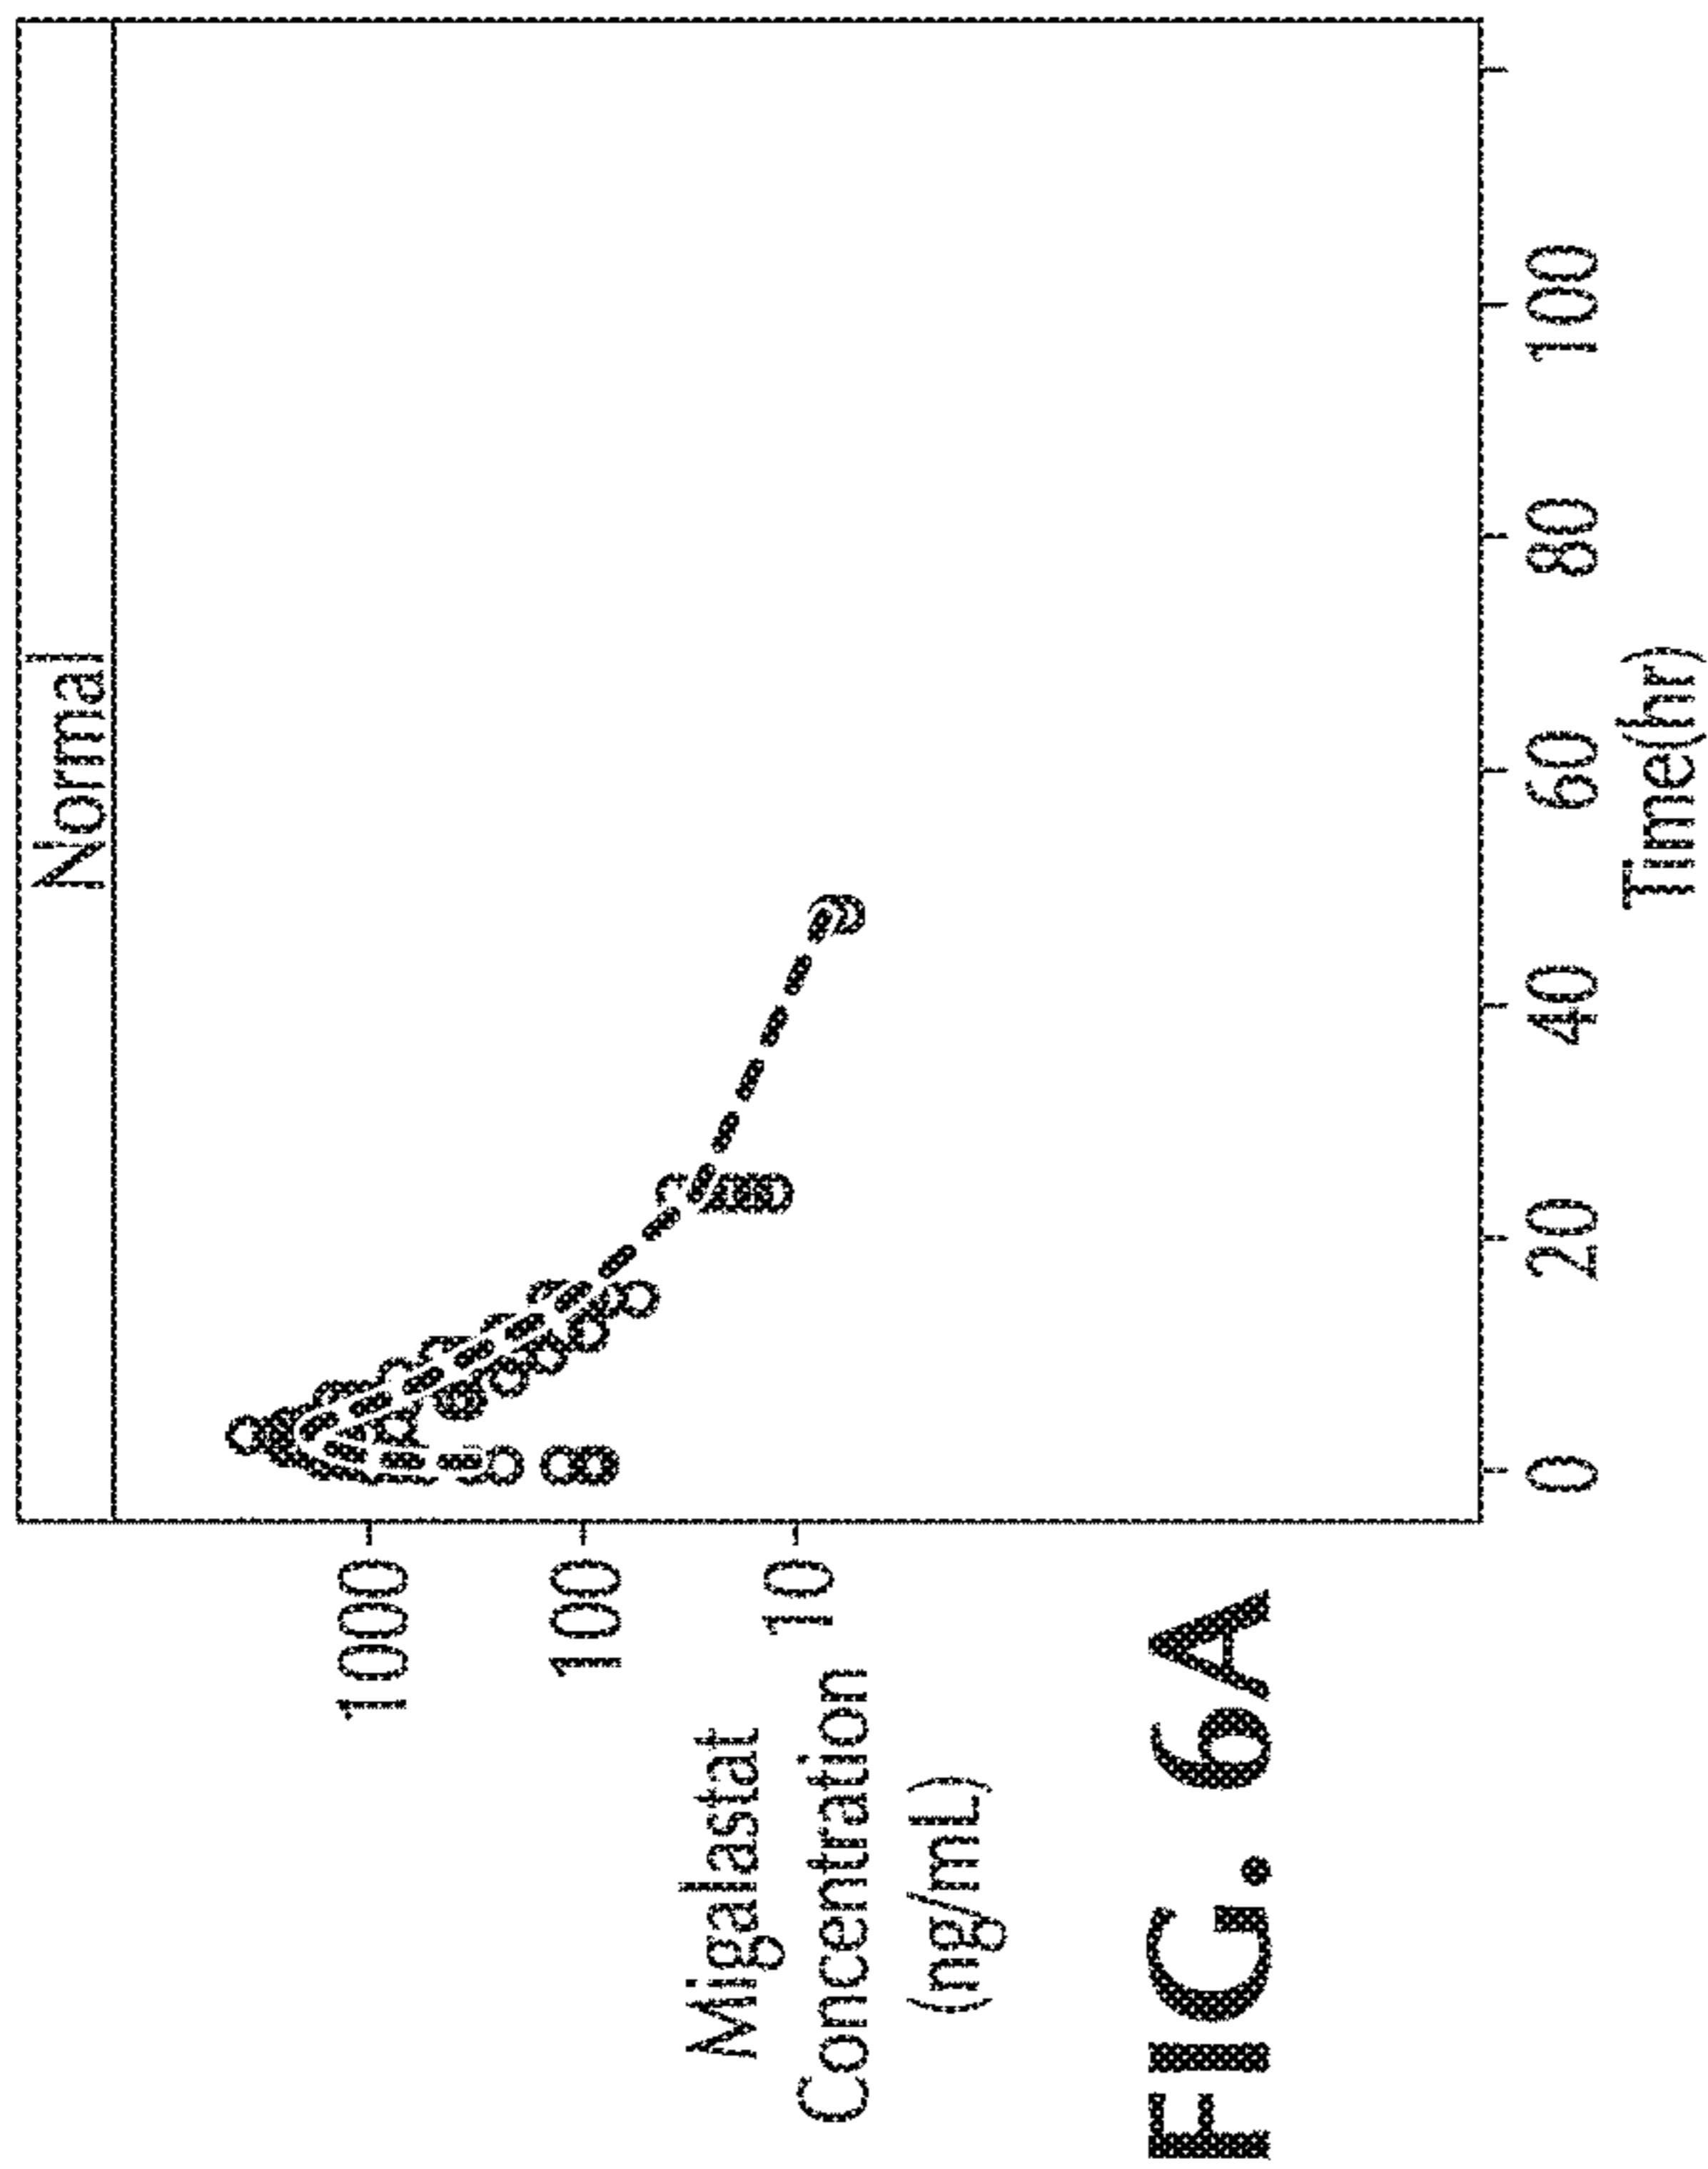 Normal
1000
100
10
Migalastat
Concentration
(ng/mL)
0 20 40 60 80 100
Time(hr)
FIG. 6A